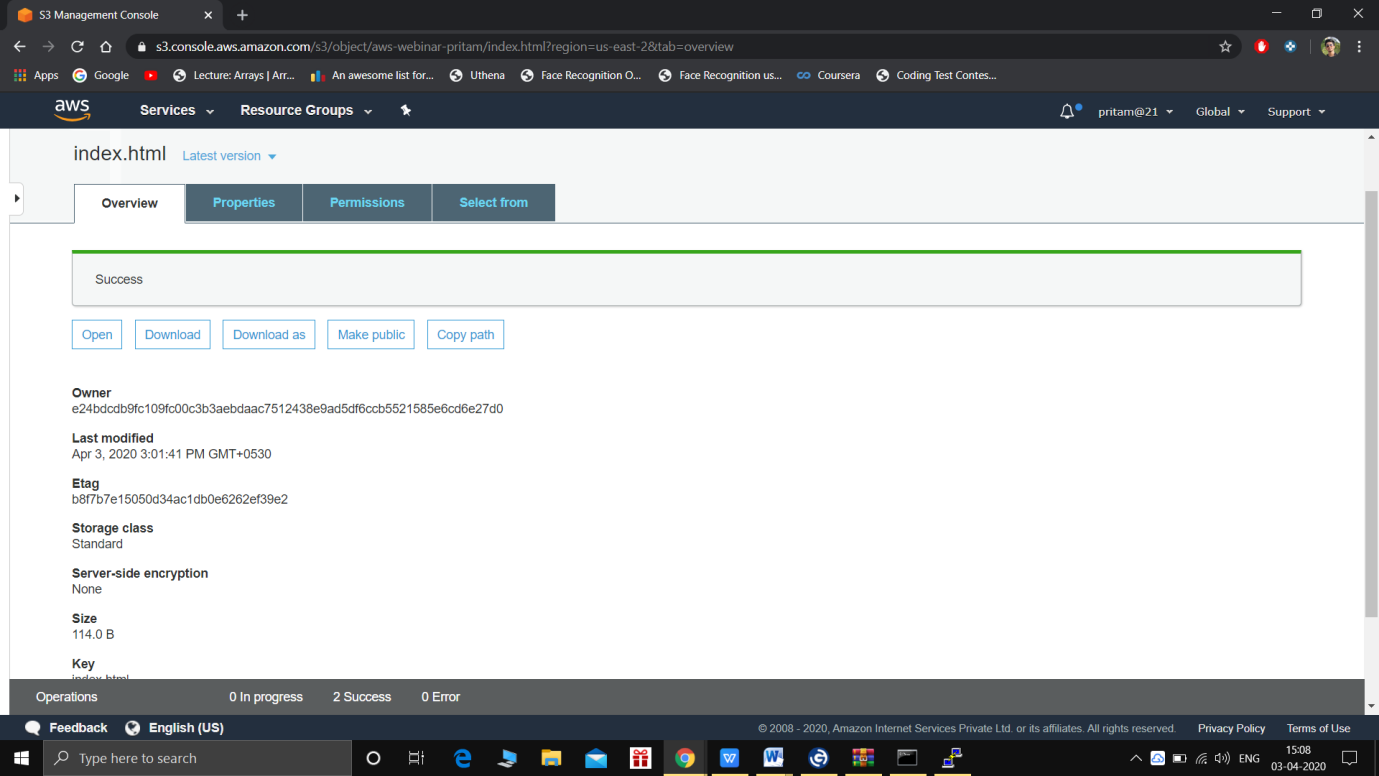 S3 Management Console
s3.console.aws.amazon.com/s3/object/aws-webinar-pritam/index.html?region=us-east-2&tab=overview
Apps Google Lecture: Arrays | Arr... An awesome list for... Uthena Face Recognition O... Face Recognition us... Coursera Coding Test Contes...
aws Services Resource Groups pritam@21 Global Support
index.html Latest version
Overview Properties Permissions Select from
Success
Open Download Download as Make public Copy path
Owner
e24bdcdb9fc109fc00c3b3aebdaac7512438e9ad5df6ccb5521585e6cd6e27d0
Last modified
Apr 3, 2020 3:01:41 PM GMT+0530
Etag
b8f7b7e15050d34ac1db0e6262ef39e2
Storage class
Standard
Server-side encryption
None
Size
114.0 B
Key
index.html
Operations 0 In progress 2 Success 0 Error
Feedback English (US) © 2008 - 2020, Amazon Internet Services Private Ltd. or its affiliates. All rights reserved. Privacy Policy Terms of Use
Type here to search ENG 15:08
03-04-2020